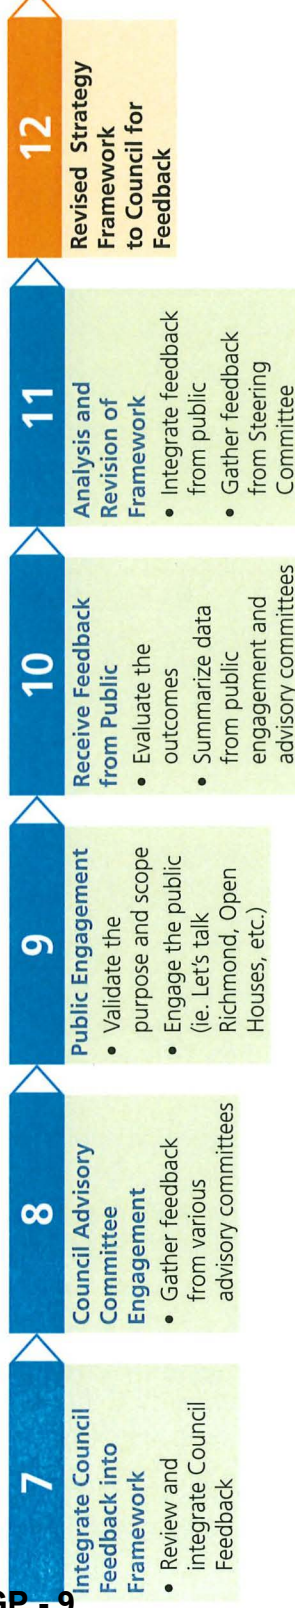 7
Integrate Council
Feedback into
Framework
• Review and
integrate Council
Feedback
8
Council Advisory
Committee
Engagement
• Gather feedback
from various
advisory committees
9
Public Engagement
• Validate the
purpose and scope
• Engage the public
(ie. Let's talk
Richmond, Open
Houses, etc.)
10
Receive Feedback
from Public
• Evaluate the
outcomes
• Summarize data
from public
engagement and
advisory committees
11
Analysis and
Revision of
Framework
• Integrate feedback
from public
• Gather feedback
from Steering
Committee
12
Revised Strategy
Framework
to Council for
Feedback
GP - 9